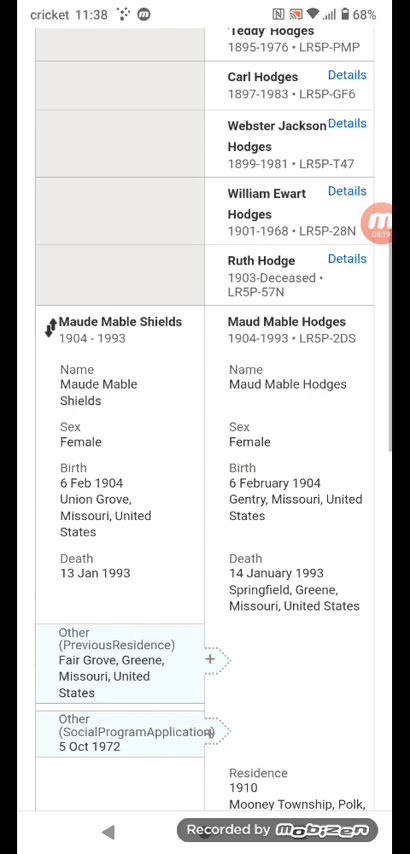 cricket 11:38 68%
'Teddy' Hodges
1895-1976 • LR5P-PMP
Carl Hodges Details
1897-1983 • LR5P-GF6
Webster Jackson Details
Hodges
1899-1981 • LR5P-T47
William Ewart Details
Hodges
1901-1968 • LR5P-28N
05:19
Ruth Hodge Details
1903-Deceased •
LR5P-57N
Maude Mable Shields Maud Mable Hodges
1904 - 1993 1904-1993 • LR5P-2DS
Name Name
Maude Mable Maud Mable Hodges
Shields
Sex Sex
Female Female
Birth Birth
6 Feb 1904 6 February 1904
Union Grove, Gentry, Missouri, United
Missouri, United States
States
Death Death
13 Jan 1993 14 January 1993
Springfield, Greene,
Missouri, United States
Other
(PreviousResidence)
Fair Grove, Greene,
Missouri, United
States
Other
(SocialProgramApplication)
5 Oct 1972
Residence
1910
Mooney Township, Polk,
Recorded by mobizen